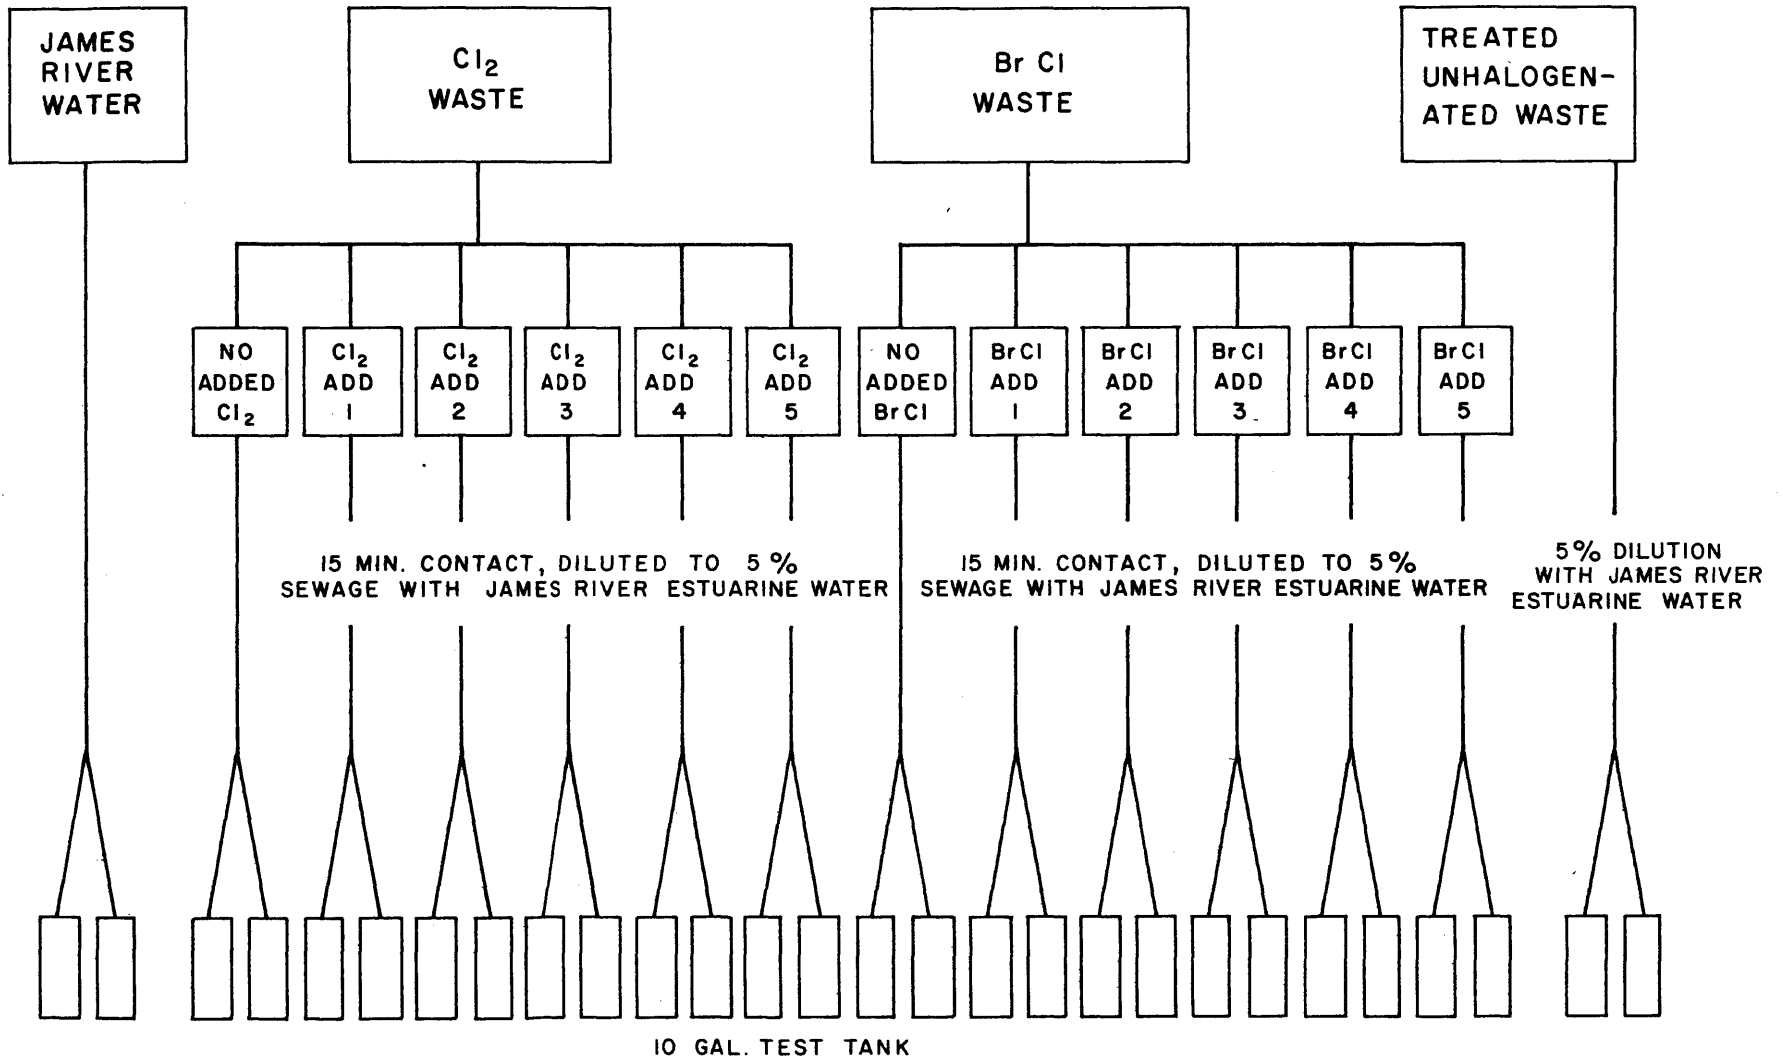 JAMES
RIVER
WATER
Cl₂
WASTE
Br Cl
WASTE
TREATED
UNHALOGEN-
ATED WASTE
NO
ADDED
Cl₂
Cl₂
ADD
1
Cl₂
ADD
2
Cl₂
ADD
3
Cl₂
ADD
4
Cl₂
ADD
5
NO
ADDED
BrCl
BrCl
ADD
1
BrCl
ADD
2
BrCl
ADD
3
BrCl
ADD
4
BrCl
ADD
5
15 MIN. CONTACT, DILUTED TO 5%
SEWAGE WITH JAMES RIVER ESTUARINE WATER
15 MIN. CONTACT, DILUTED TO 5%
SEWAGE WITH JAMES RIVER ESTUARINE WATER
5% DILUTION
WITH JAMES RIVER
ESTUARINE WATER
10 GAL. TEST TANK